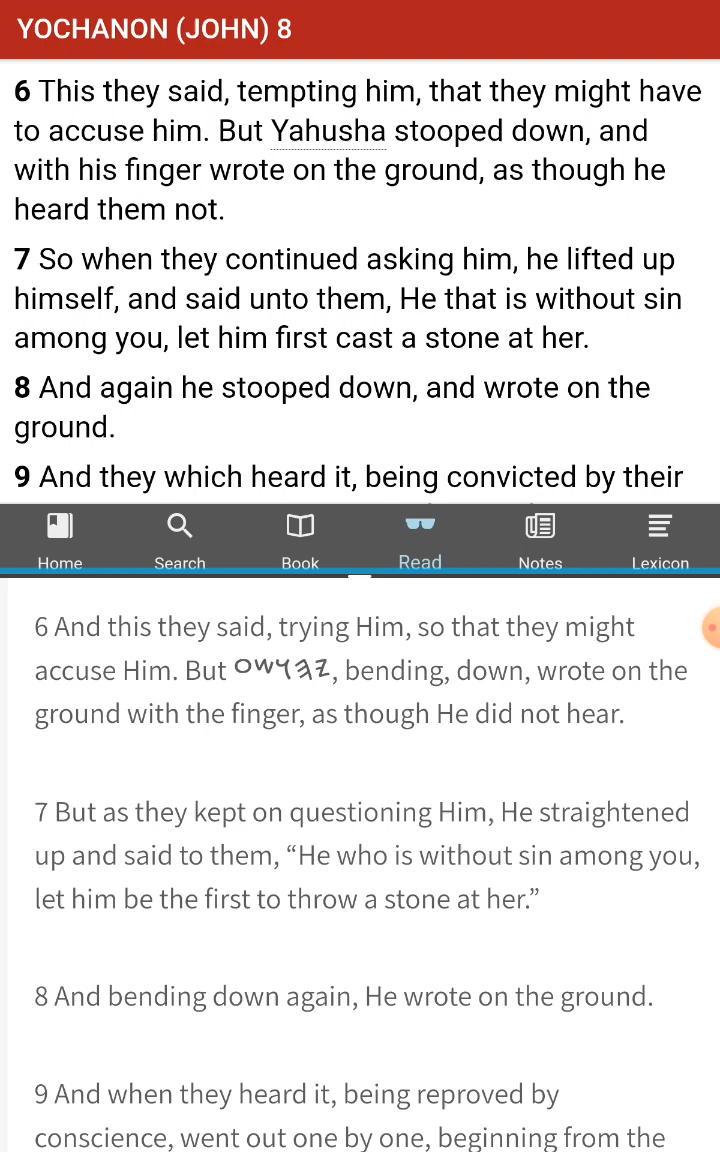 YOCHANON (JOHN) 8
6 This they said, tempting him, that they might have
to accuse him. But Yahusha stooped down, and
with his finger wrote on the ground, as though he
heard them not.
7 So when they continued asking him, he lifted up
himself, and said unto them, He that is without sin
among you, let him first cast a stone at her.
8 And again he stooped down, and wrote on the
ground.
9 And they which heard it, being convicted by their
Home Search Book Read Notes Lexicon
6 And this they said, trying Him, so that they might
accuse Him. But 𐤉𐤄𐤅𐤔𐤏, bending, down, wrote on the
ground with the finger, as though He did not hear.
7 But as they kept on questioning Him, He straightened
up and said to them, “He who is without sin among you,
let him be the first to throw a stone at her.”
8 And bending down again, He wrote on the ground.
9 And when they heard it, being reproved by
conscience, went out one by one, beginning from the